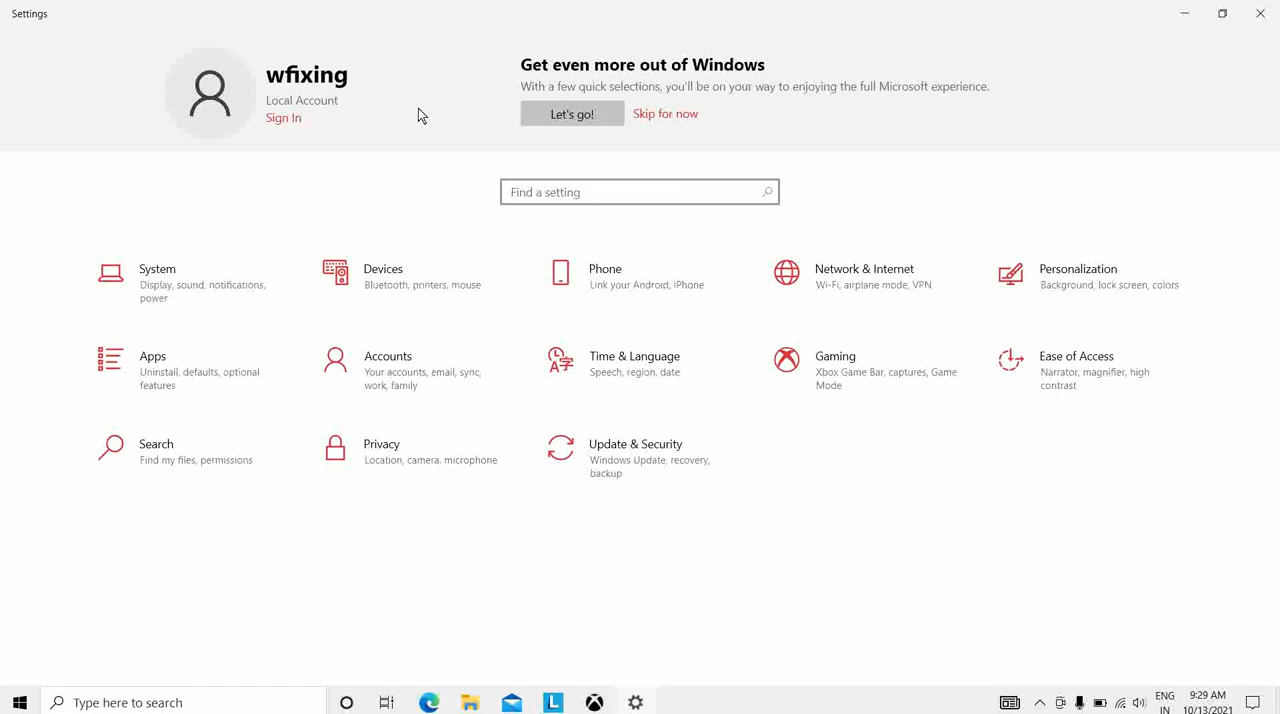 Settings
wfixing
Local Account
Sign In
Get even more out of Windows
With a few quick selections, you'll be on your way to enjoying the full Microsoft experience.
Let's go!
Skip for now
Find a setting
System
Display, sound, notifications,
power
Devices
Bluetooth, printers, mouse
Phone
Link your Android, iPhone
Network & Internet
Wi-Fi, airplane mode, VPN
Personalization
Background, lock screen, colors
Apps
Uninstall, defaults, optional
features
Accounts
Your accounts, email, sync,
work, family
Time & Language
Speech, region, date
Gaming
Xbox Game Bar, captures, Game
Mode
Ease of Access
Narrator, magnifier, high
contrast
Search
Find my files, permissions
Privacy
Location, camera, microphone
Update & Security
Windows Update, recovery,
backup
Type here to search
L
ENG
IN
9:29 AM
10/13/2021